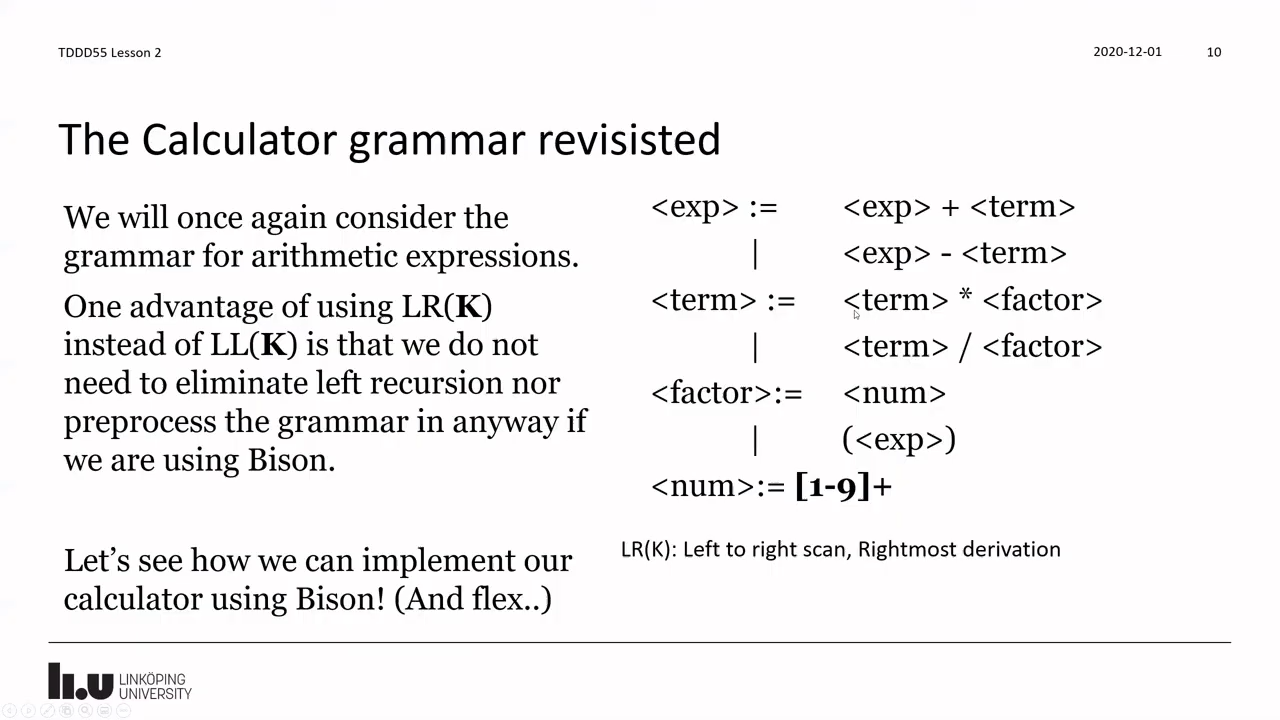 TDDD55 Lesson 2
2020-12-01
10
The Calculator grammar revisisted
We will once again consider the
grammar for arithmetic expressions.
One advantage of using LR(K)
instead of LL(K) is that we do not
need to eliminate left recursion nor
preprocess the grammar in anyway if
we are using Bison.
Let's see how we can implement our
calculator using Bison! (And flex..)
<exp> := <exp> + <term>
| <exp> - <term>
<term> := <term> * <factor>
| <term> / <factor>
<factor>:= <num>
| (<exp>)
<num>:= [1-9]+
LR(K): Left to right scan, Rightmost derivation
LINKÖPING
UNIVERSITY